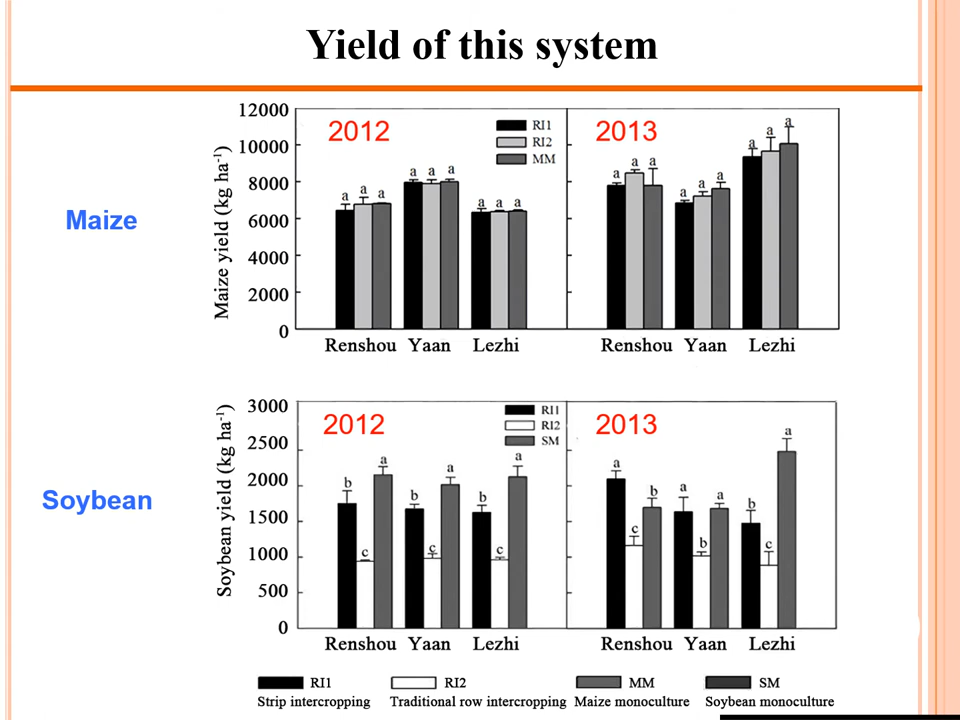 Yield of this system
Maize
Maize yield (kg ha-1)
12000
10000
8000
6000
4000
2000
0
2012
RI1
RI2
MM
a a a
a a a
a a a
Renshou Yaan Lezhi
2013
a a a
a a a
a a a
Renshou Yaan Lezhi
Soybean
Soybean yield (kg ha-1)
3000
2500
2000
1500
1000
500
0
2012
RI1
RI2
SM
b c a
b c a
b c a
Renshou Yaan Lezhi
2013
a c b
a b a
b c a
Renshou Yaan Lezhi
RI1 RI2 MM SM
Strip intercropping Traditional row intercropping Maize monoculture Soybean monoculture